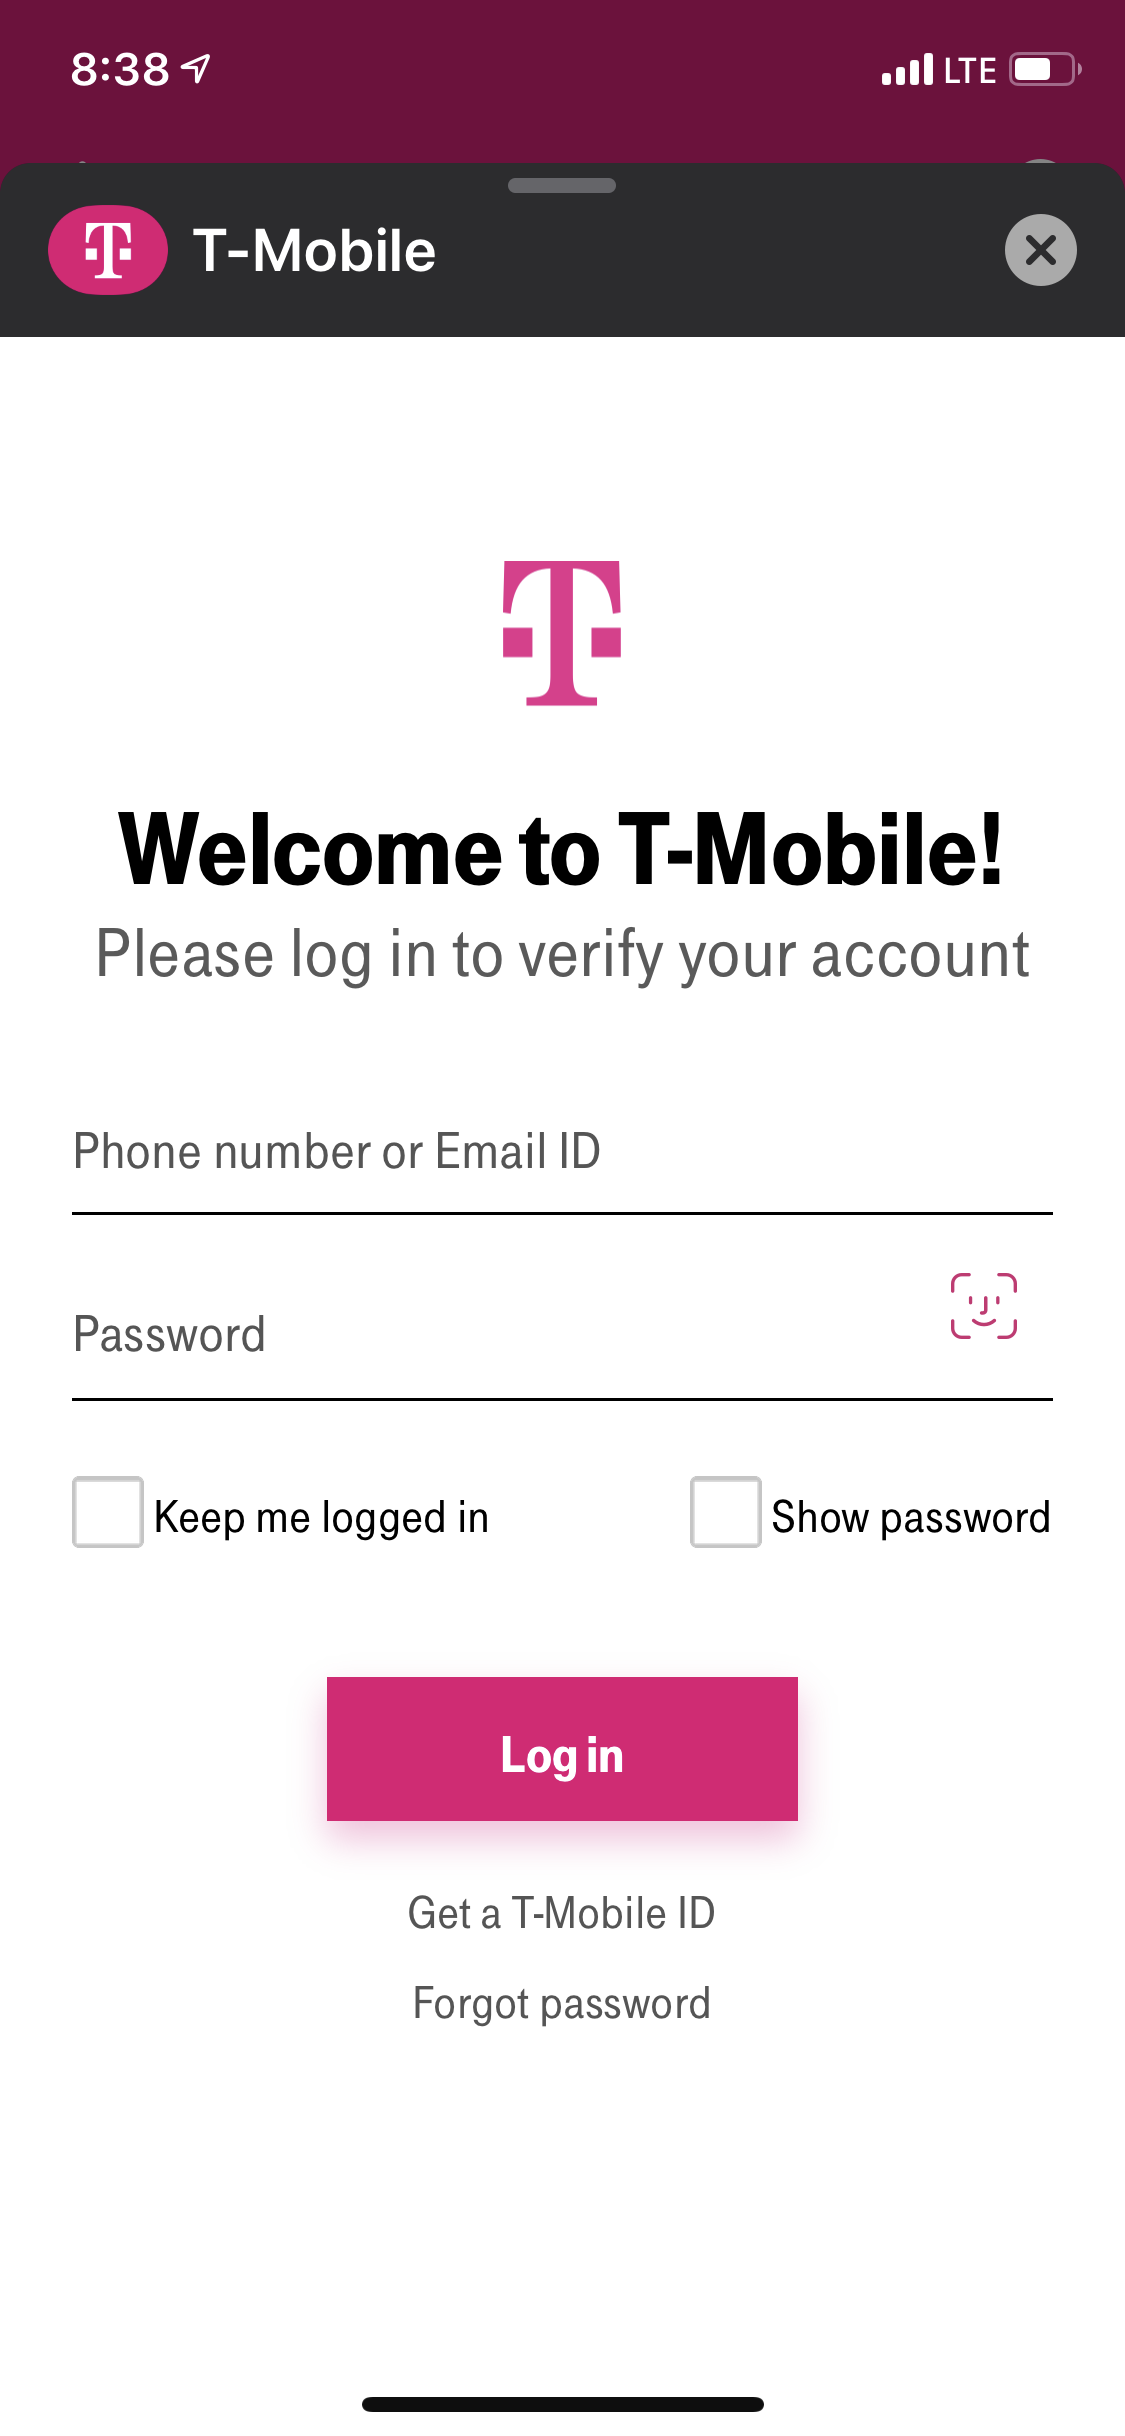 8:38
LTE
T
T-Mobile
T
Welcome to T-Mobile!
Please log in to verify your account
Phone number or Email ID
Password
Keep me logged in
Show password
Log in
Get a T-Mobile ID
Forgot password